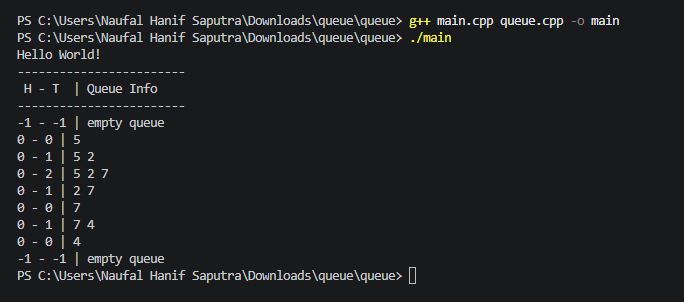 PS C:\Users\Naufal Hanif Saputra\Downloads\queue\queue> g++ main.cpp queue.cpp -o main
PS C:\Users\Naufal Hanif Saputra\Downloads\queue\queue> ./main
Hello World!
------------------------
 H - T  | Queue Info
------------------------
-1 - -1 | empty queue
0 - 0 | 5
0 - 1 | 5 2
0 - 2 | 5 2 7
0 - 1 | 2 7
0 - 0 | 7
0 - 1 | 7 4
0 - 0 | 4
-1 - -1 | empty queue
PS C:\Users\Naufal Hanif Saputra\Downloads\queue\queue>